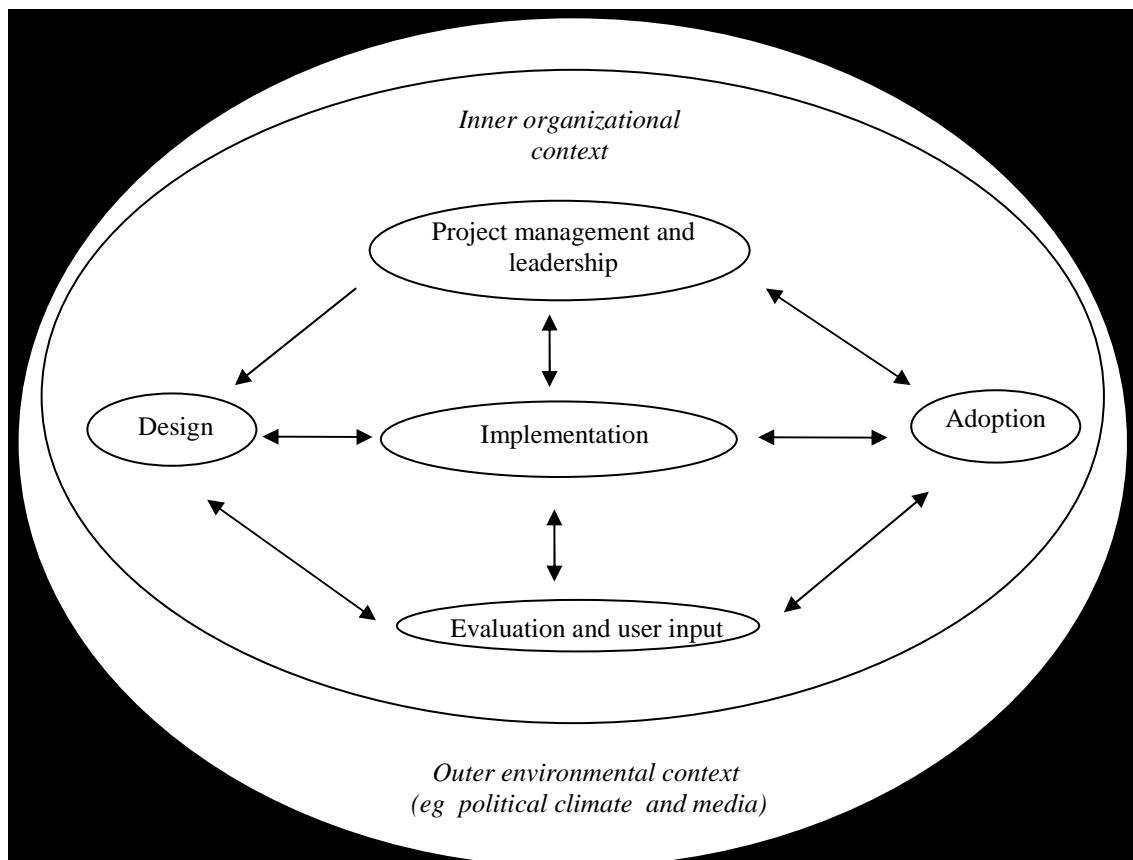 Inner organizational
context
Project management and
leadership
Design
Implementation
Adoption
Evaluation and user input
Outer environmental context
(eg  political climate  and media)